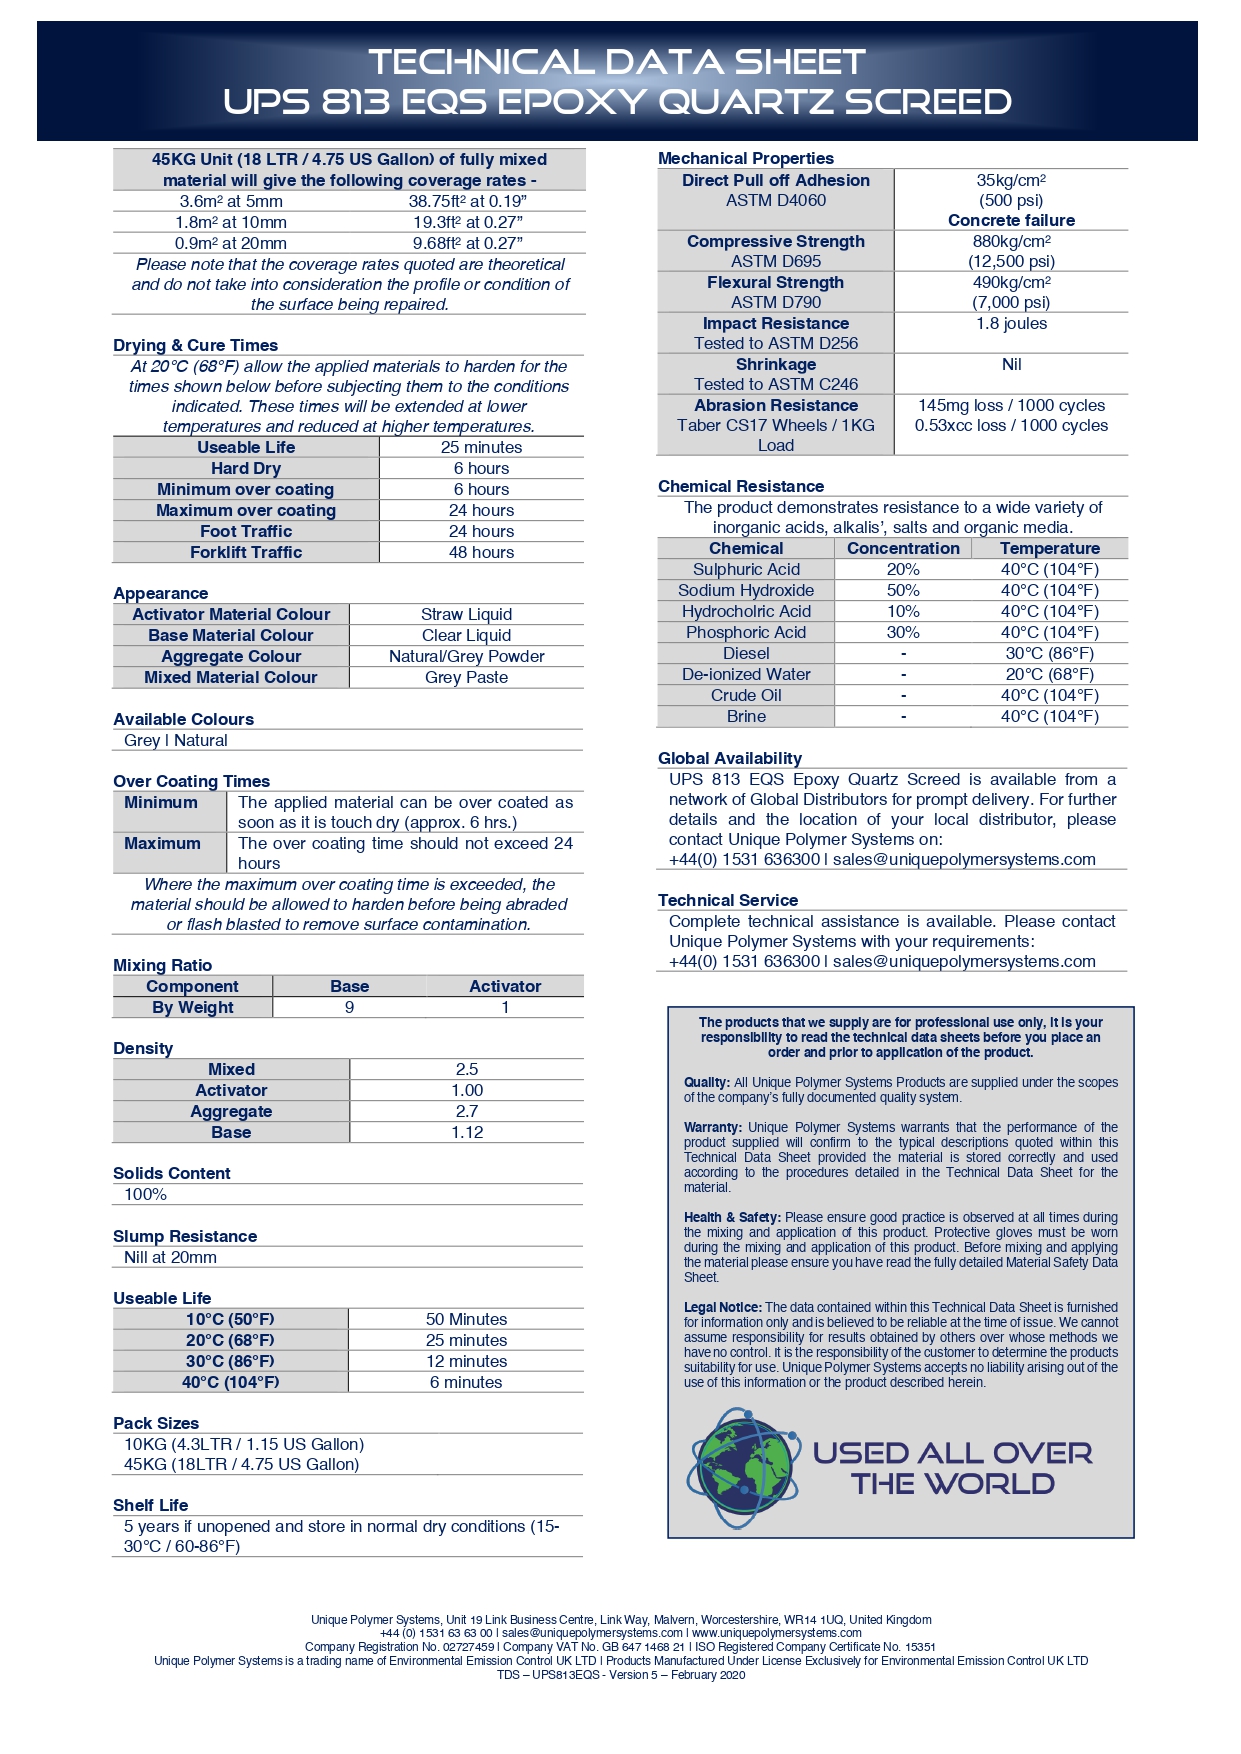 TECHNICAL DATA SHEET
UPS 813 EQS EPOXY QUARTZ SCREED
45KG Unit (18 LTR / 4.75 US Gallon) of fully mixed
material will give the following coverage rates -
3.6m² at 5mm 38.75ft² at 0.19”
1.8m² at 10mm 19.3ft² at 0.27”
0.9m² at 20mm 9.68ft² at 0.27”
Please note that the coverage rates quoted are theoretical
and do not take into consideration the profile or condition of
the surface being repaired.
Drying & Cure Times
At 20°C (68°F) allow the applied materials to harden for the
times shown below before subjecting them to the conditions
indicated. These times will be extended at lower
temperatures and reduced at higher temperatures.
Useable Life 25 minutes
Hard Dry 6 hours
Minimum over coating 6 hours
Maximum over coating 24 hours
Foot Traffic 24 hours
Forklift Traffic 48 hours
Appearance
Activator Material Colour Straw Liquid
Base Material Colour Clear Liquid
Aggregate Colour Natural/Grey Powder
Mixed Material Colour Grey Paste
Available Colours
Grey | Natural
Over Coating Times
Minimum The applied material can be over coated as
soon as it is touch dry (approx. 6 hrs.)
Maximum The over coating time should not exceed 24
hours
Where the maximum over coating time is exceeded, the
material should be allowed to harden before being abraded
or flash blasted to remove surface contamination.
Mixing Ratio
Component Base Activator
By Weight 9 1
Density
Mixed 2.5
Activator 1.00
Aggregate 2.7
Base 1.12
Solids Content
100%
Slump Resistance
Nill at 20mm
Useable Life
10°C (50°F) 50 Minutes
20°C (68°F) 25 minutes
30°C (86°F) 12 minutes
40°C (104°F) 6 minutes
Pack Sizes
10KG (4.3LTR / 1.15 US Gallon)
45KG (18LTR / 4.75 US Gallon)
Shelf Life
5 years if unopened and store in normal dry conditions (15-
30°C / 60-86°F)
Mechanical Properties
Direct Pull off Adhesion 35kg/cm²
ASTM D4060 (500 psi)
Concrete failure
Compressive Strength 880kg/cm²
ASTM D695 (12,500 psi)
Flexural Strength 490kg/cm²
ASTM D790 (7,000 psi)
Impact Resistance 1.8 joules
Tested to ASTM D256
Shrinkage Nil
Tested to ASTM C246
Abrasion Resistance 145mg loss / 1000 cycles
Taber CS17 Wheels / 1KG 0.53xcc loss / 1000 cycles
Load
Chemical Resistance
The product demonstrates resistance to a wide variety of
inorganic acids, alkalis’, salts and organic media.
Chemical Concentration Temperature
Sulphuric Acid 20% 40°C (104°F)
Sodium Hydroxide 50% 40°C (104°F)
Hydrocholric Acid 10% 40°C (104°F)
Phosphoric Acid 30% 40°C (104°F)
Diesel - 30°C (86°F)
De-ionized Water - 20°C (68°F)
Crude Oil - 40°C (104°F)
Brine - 40°C (104°F)
Global Availability
UPS 813 EQS Epoxy Quartz Screed is available from a
network of Global Distributors for prompt delivery. For further
details and the location of your local distributor, please
contact Unique Polymer Systems on:
+44(0) 1531 636300 | sales@uniquepolymersystems.com
Technical Service
Complete technical assistance is available. Please contact
Unique Polymer Systems with your requirements:
+44(0) 1531 636300 | sales@uniquepolymersystems.com
The products that we supply are for professional use only, it is your
responsibility to read the technical data sheets before you place an
order and prior to application of the product.
Quality: All Unique Polymer Systems Products are supplied under the scopes
of the company’s fully documented quality system.
Warranty: Unique Polymer Systems warrants that the performance of the
product supplied will confirm to the typical descriptions quoted within this
Technical Data Sheet provided the material is stored correctly and used
according to the procedures detailed in the Technical Data Sheet for the
material.
Health & Safety: Please ensure good practice is observed at all times during
the mixing and application of this product. Protective gloves must be worn
during the mixing and application of this product. Before mixing and applying
the material please ensure you have read the fully detailed Material Safety Data
Sheet.
Legal Notice: The data contained within this Technical Data Sheet is furnished
for information only and is believed to be reliable at the time of issue. We cannot
assume responsibility for results obtained by others over whose methods we
have no control. It is the responsibility of the customer to determine the products
suitability for use. Unique Polymer Systems accepts no liability arising out of the
use of this information or the product described herein.
USED ALL OVER
THE WORLD
Unique Polymer Systems, Unit 19 Link Business Centre, Link Way, Malvern, Worcestershire, WR14 1UQ, United Kingdom
+44 (0) 1531 63 63 00 | sales@uniquepolymersystems.com | www.uniquepolymersystems.com
Company Registration No. 02727459 | Company VAT No. GB 647 1468 21 | ISO Registered Company Certificate No. 15351
Unique Polymer Systems is a trading name of Environmental Emission Control UK LTD | Products Manufactured Under License Exclusively for Environmental Emission Control UK LTD
TDS – UPS813EQS - Version 5 – February 2020